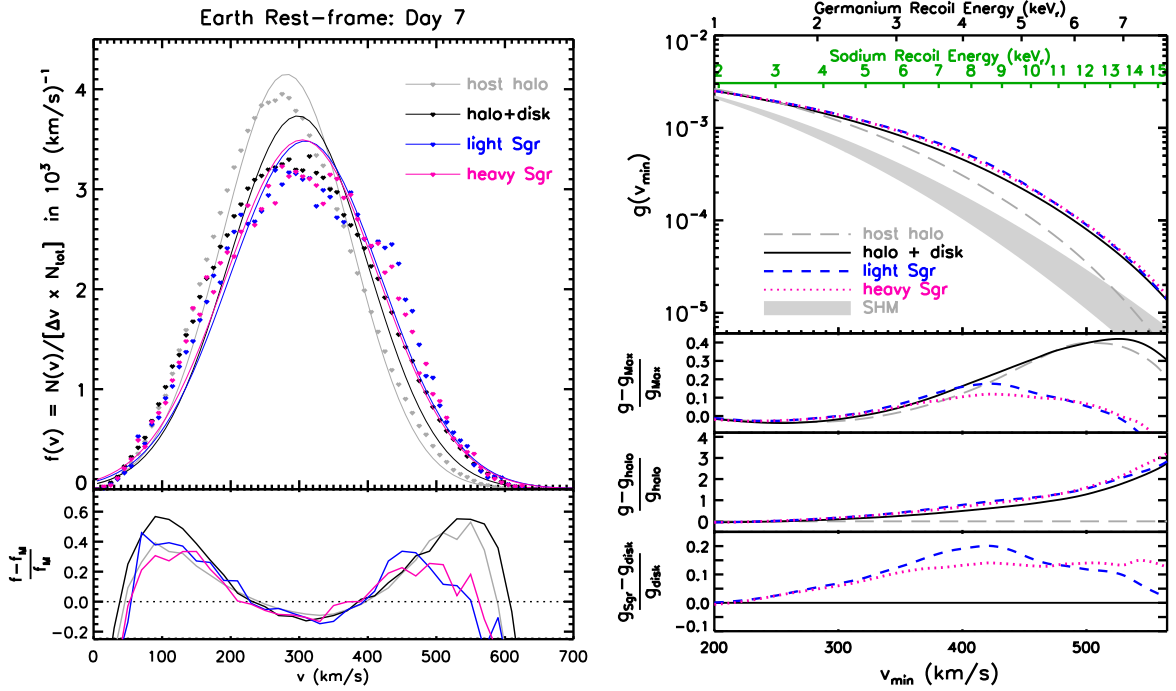 Earth Rest-frame: Day 7
f(v) = N(v)/[Δv x N_tot] in 10³ (km/s)⁻¹
4
3
2
1
0
host halo
halo+disk
light Sgr
heavy Sgr
f-f_M
f_M
0.6
0.4
0.2
0.0
-0.2
0 100 200 300 400 500 600 700
v (km/s)
Germanium Recoil Energy (keV_r)
1 2 3 4 5 6 7
Sodium Recoil Energy (keV_r)
2 3 4 5 6 7 8 9 10 11 12 13 14 15
g(v_min)
10⁻²
10⁻³
10⁻⁴
10⁻⁵
host halo
halo + disk
light Sgr
heavy Sgr
SHM
g-g_Max
g_Max
0.4
0.3
0.2
0.1
0.0
g-g_halo
g_halo
4
3
2
1
0
g_Sgr-g_disk
g_disk
0.2
0.1
0.0
-0.1
200 300 400 500
v_min (km/s)